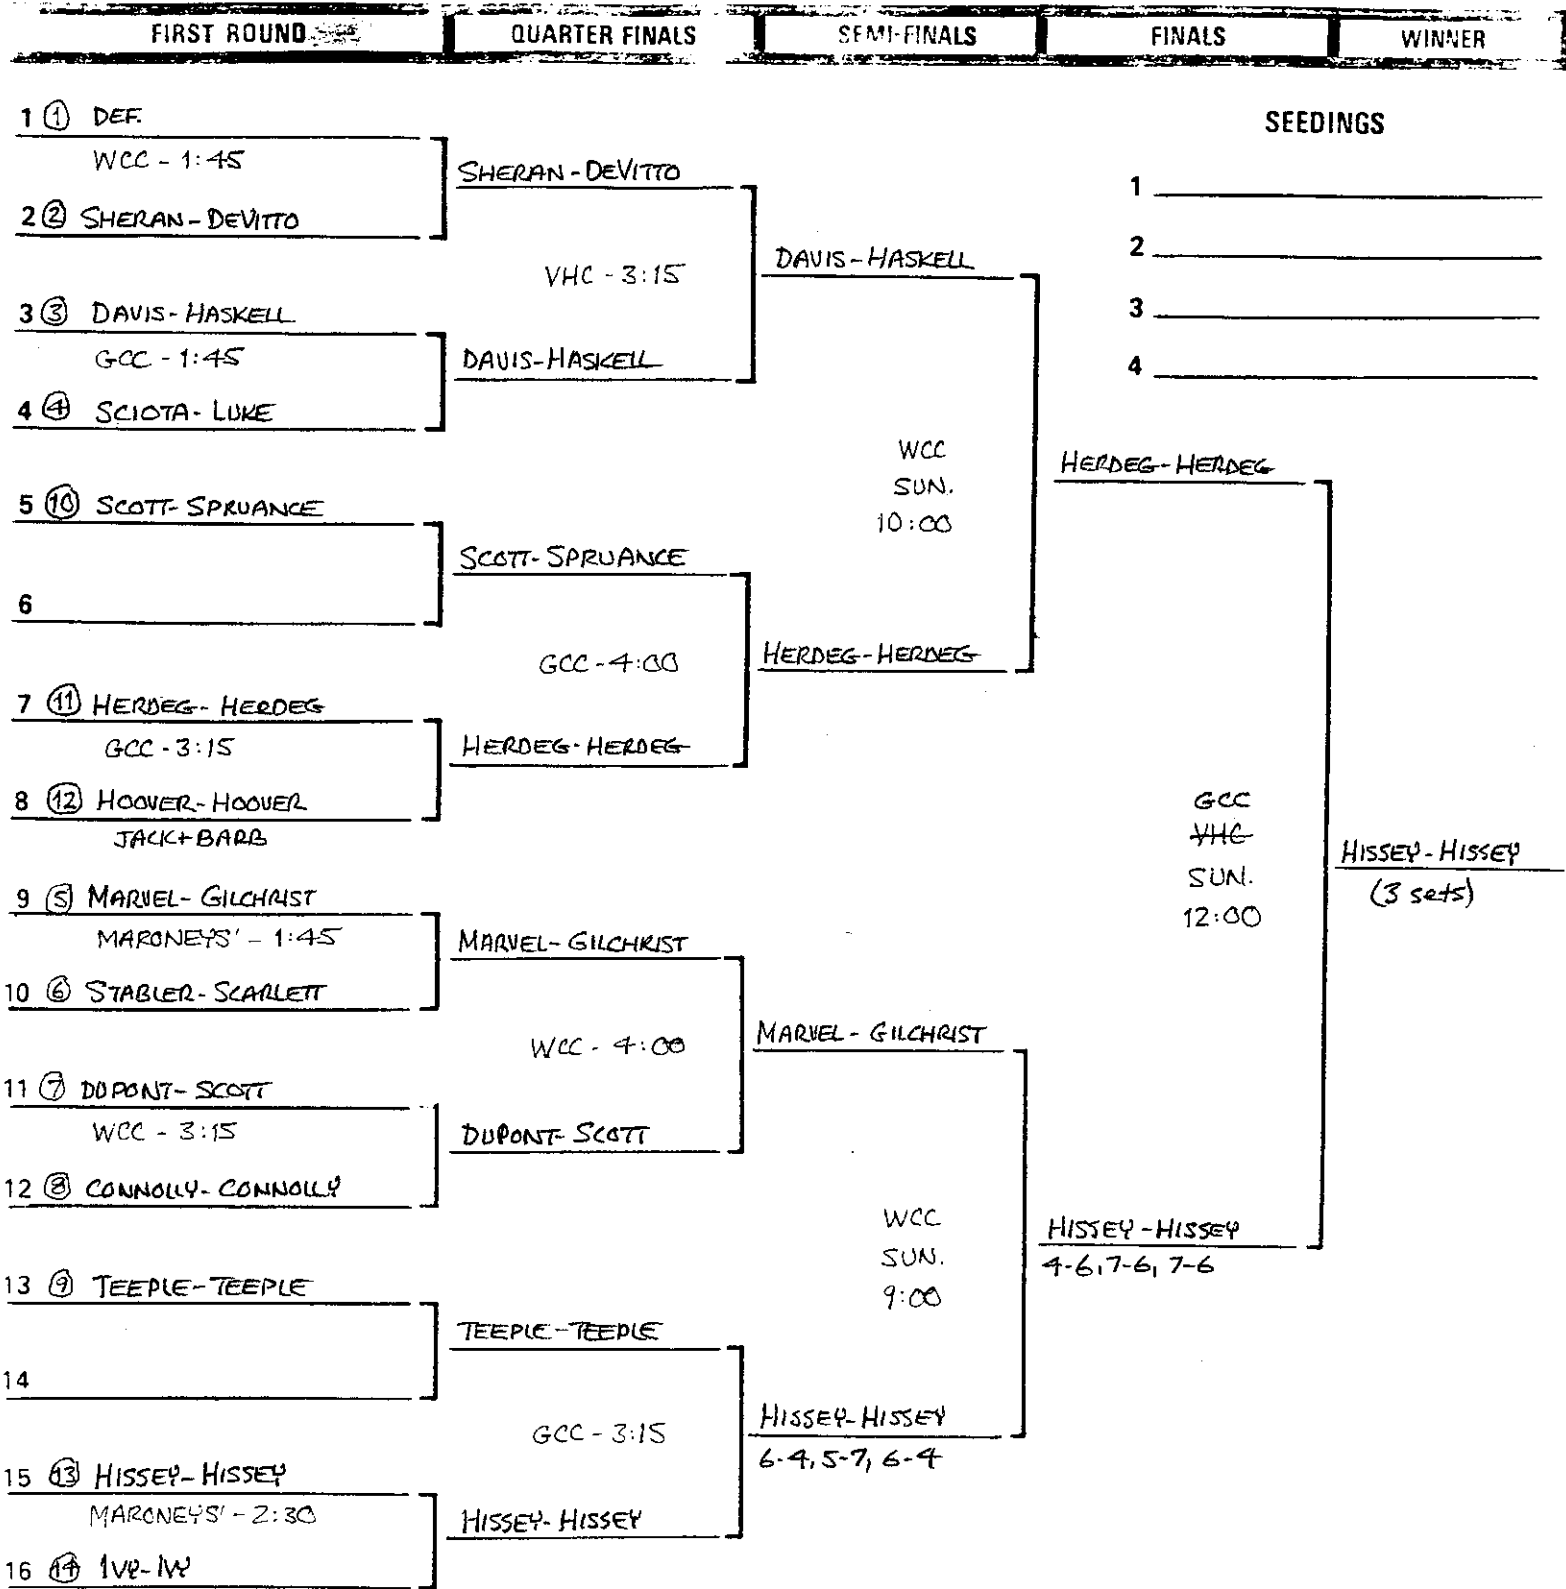 FIRST ROUND QUARTER FINALS SEMI-FINALS FINALS WINNER
SEEDINGS
1
2
3
4
1 ① DEF.
WCC - 1:45
2 ② SHERAN-DEVITTO
3 ③ DAVIS-HASKELL
GCC - 1:45
4 ④ SCIOTA-LUKE
5 ⑩ SCOTT-SPRUANCE
6
7 ⑪ HERDEG-HERDEG
GCC - 3:15
8 ⑫ HOOVER-HOOVER
JACK+BARB
9 ⑤ MARVEL-GILCHRIST
MARONEYS' - 1:45
10 ⑥ STABLER-SCARLETT
11 ⑦ DUPONT-SCOTT
WCC - 3:15
12 ⑧ CONNOLLY-CONNOLLY
13 ⑨ TEEPLE-TEEPLE
14
15 ⑬ HISSEY-HISSEY
MARONEYS' - 2:30
16 ⑭ IVY-IVY
SHERAN-DEVITTO
VHC - 3:15
DAVIS-HASKELL
SCOTT-SPRUANCE
GCC - 4:00
HERDEG-HERDEG
MARVEL-GILCHRIST
WCC - 4:00
DUPONT-SCOTT
TEEPLE-TEEPLE
GCC - 3:15
HISSEY-HISSEY
DAVIS-HASKELL
WCC
SUN.
10:00
HERDEG-HERDEG
MARVEL-GILCHRIST
WCC
SUN.
9:00
HISSEY-HISSEY
6-4, 5-7, 6-4
HERDEG-HERDEG
GCC
VHC
SUN.
12:00
HISSEY-HISSEY
4-6, 7-6, 7-6
HISSEY-HISSEY
(3 sets)